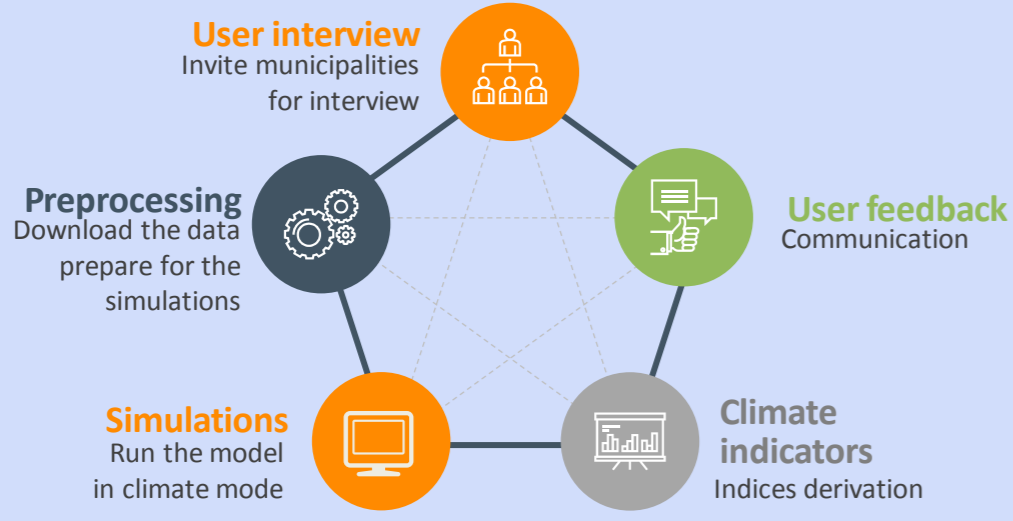 User interview
Invite municipalities
for interview
Preprocessing
Download the data
prepare for the
simulations
User feedback
Communication
Simulations
Run the model
in climate mode
Climate
indicators
Indices derivation